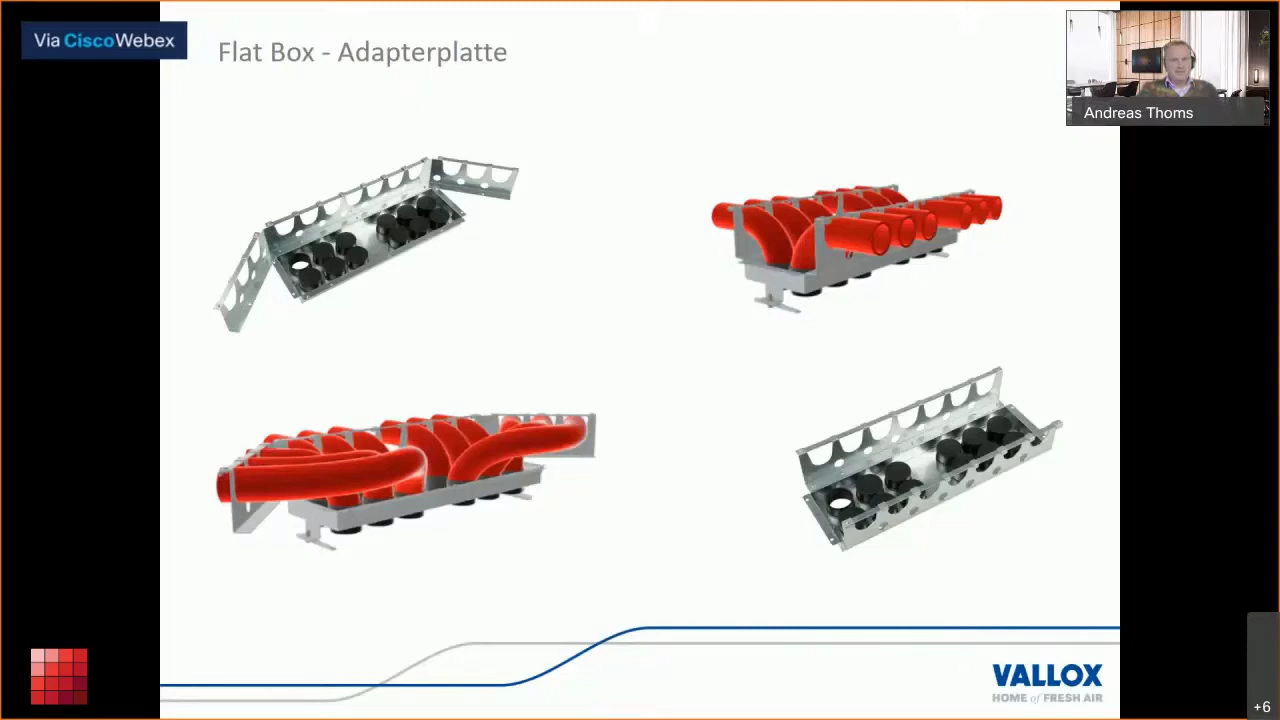 Via CiscoWebex
Flat Box - Adapterplatte
Andreas Thoms
VALLOX
HOME of FRESH AIR
+6